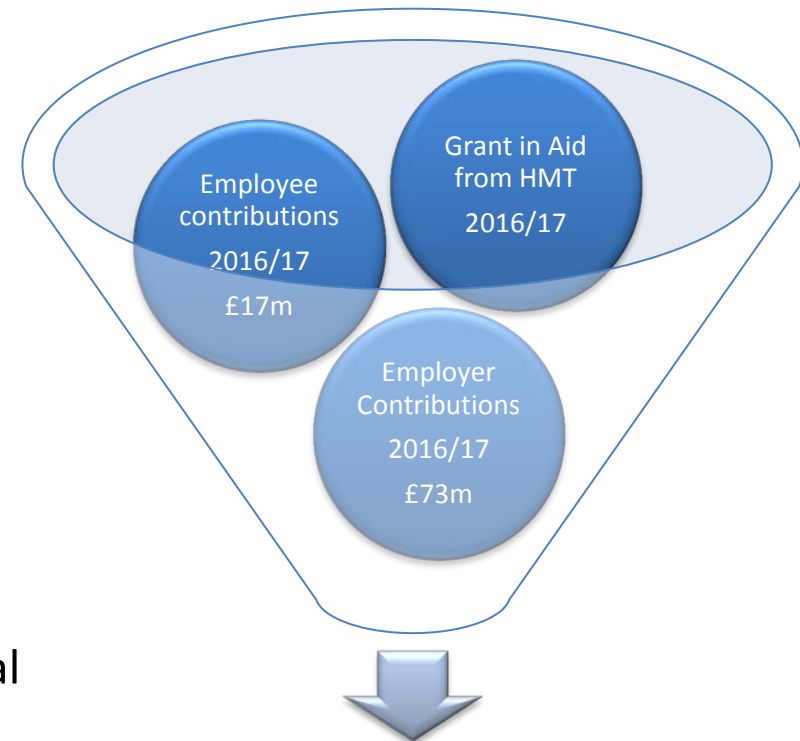 Grant in Aid
from HMT
2016/17
Employee
contributions
2016/17
£17m
Employer
Contributions
2016/17
£73m
al